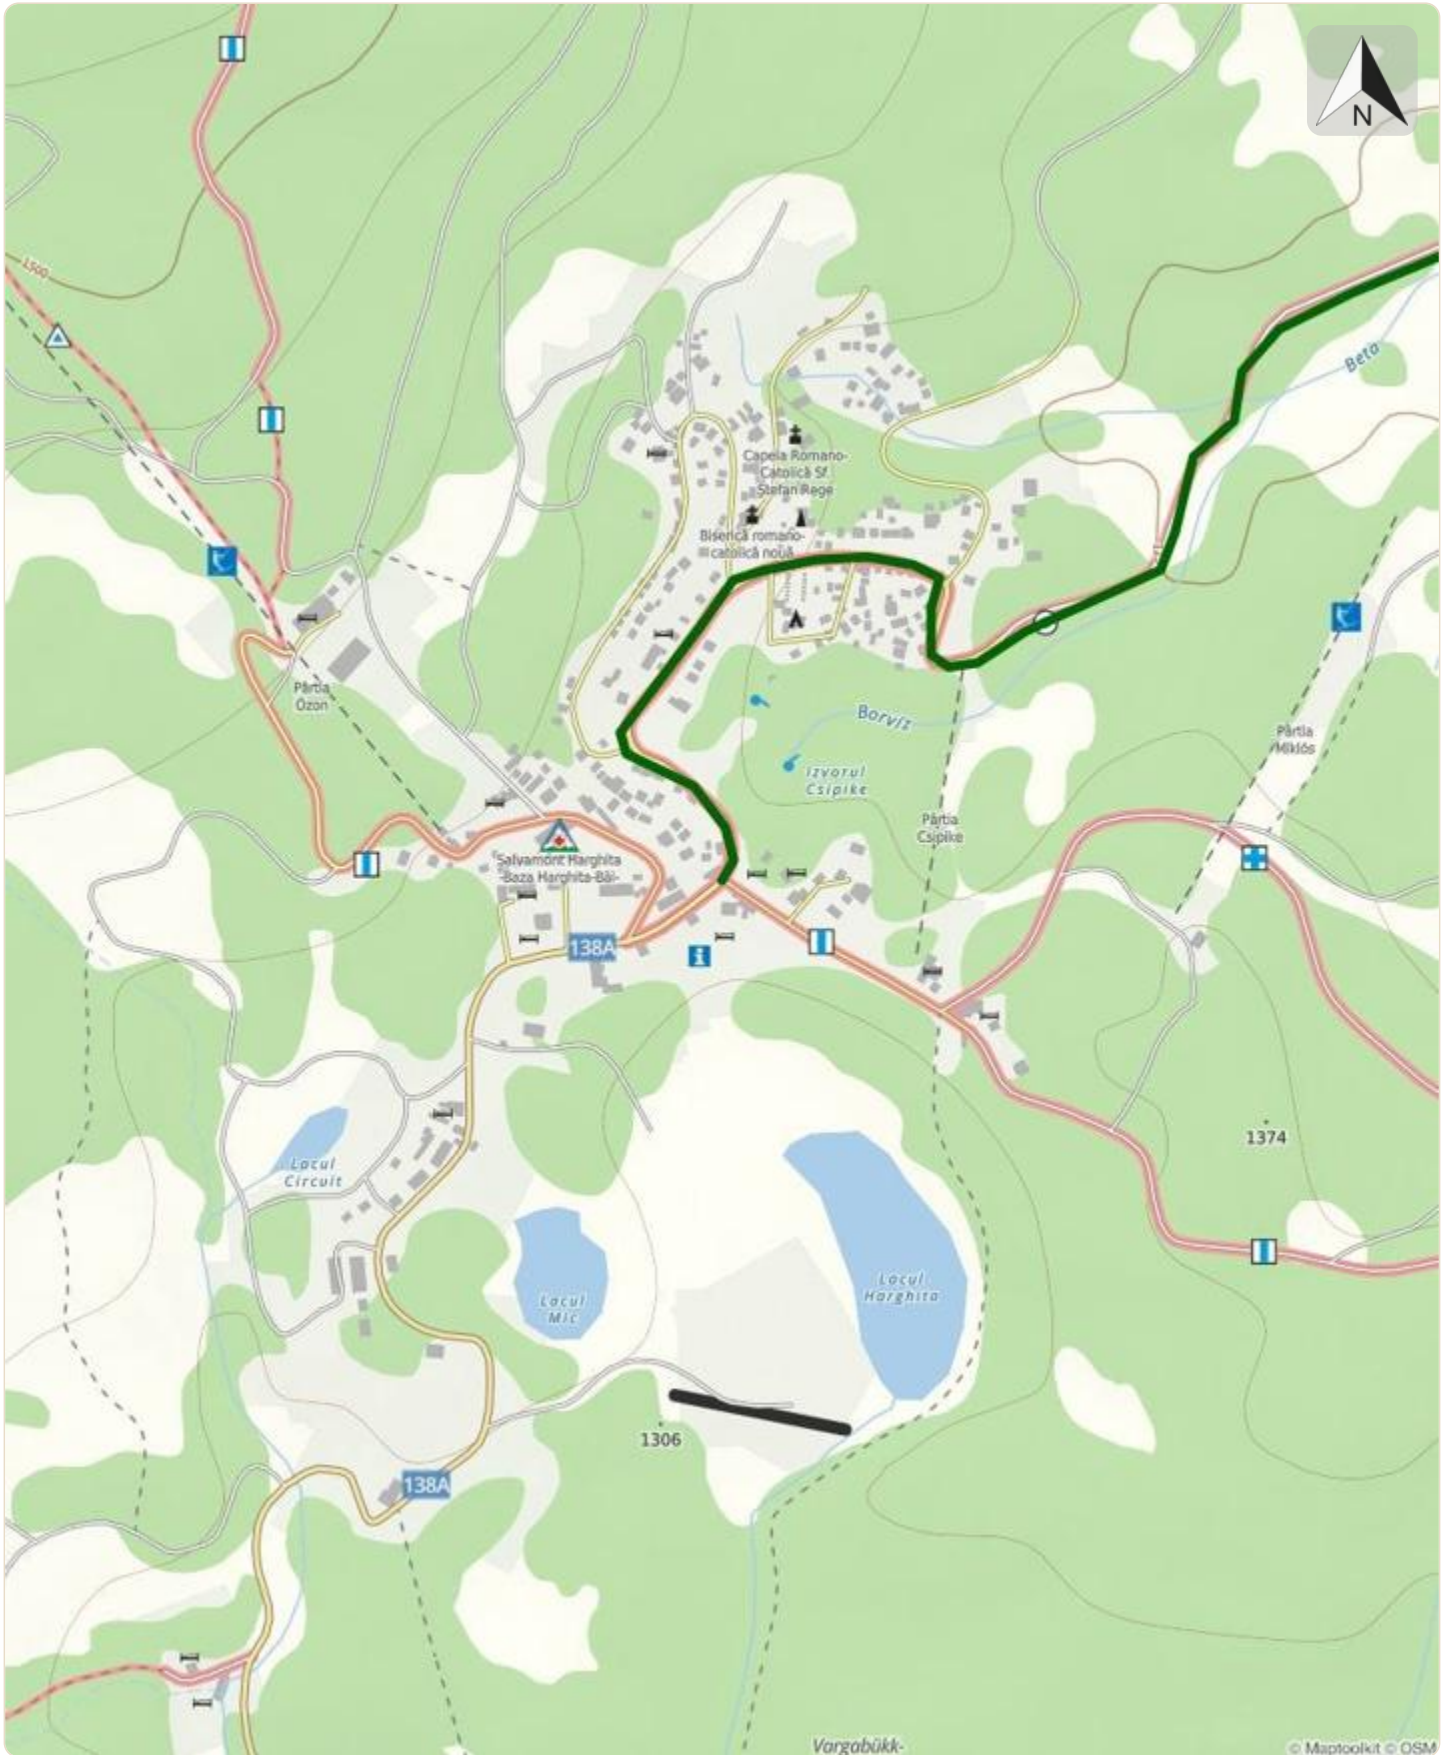 N
1500
Beta
Capela Romano-
Catolică Sf.
Ștefan Rege
Biserică romano-
catolică nouă
Pârtia
Ozon
Borvíz
Pârtia
Miklós
Izvorul
Csipike
Pârtia
Csipike
Salvamont Harghita
-Baza Harghita-Băi-
138A
i
1374
Lacul
Circuit
Lacul
Mic
Lacul
Harghita
1306
138A
Vargabükk-
© Maptoolkit © OSM